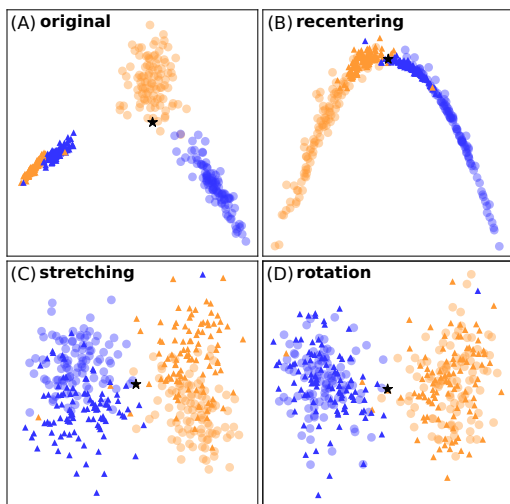 (A) original
(B) recentering
(C) stretching
(D) rotation